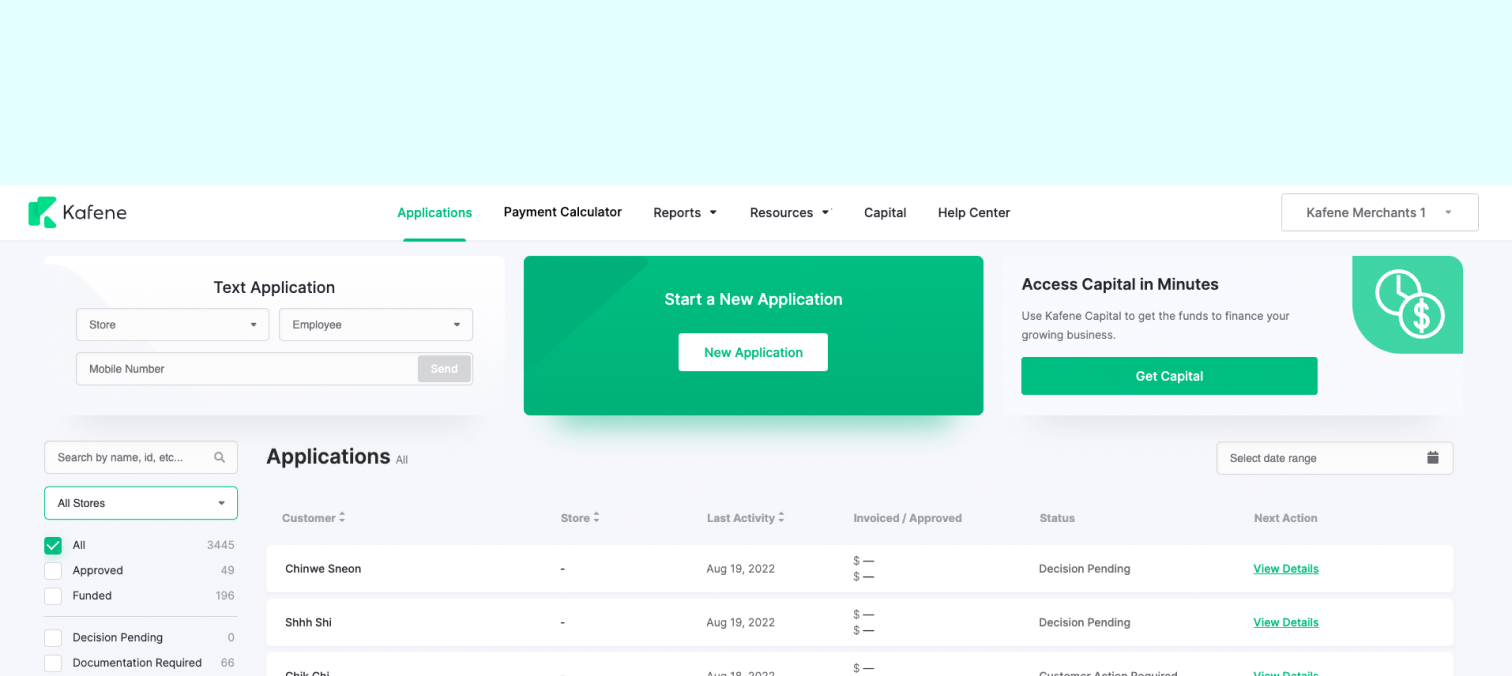 Kafene
Applications Payment Calculator Reports Resources Capital Help Center Kafene Merchants 1
Text Application
Store Employee
Mobile Number Send
Start a New Application
New Application
Access Capital in Minutes
Use Kafene Capital to get the funds to finance your
growing business.
Get Capital
Search by name, id, etc...
All Stores
All 3445
Approved 49
Funded 196
Decision Pending 0
Documentation Required 66
Applications All
Select date range
Customer Store Last Activity Invoiced / Approved Status Next Action
Chinwe Sneon - Aug 19, 2022 $ — Decision Pending View Details
$ —
Shhh Shi - Aug 19, 2022 $ — Decision Pending View Details
$ —
Chik Chi - Aug 18, 2022 $ — Customer Action Required View Details